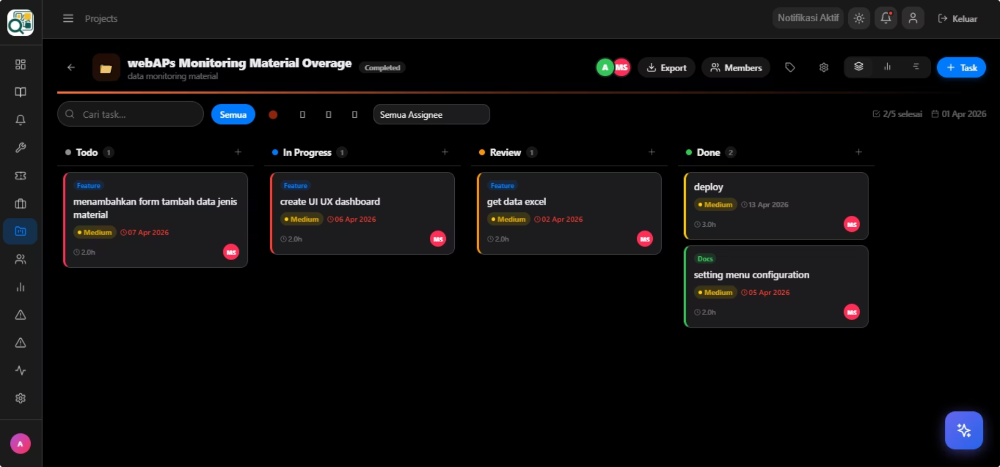 Projects
Notifikasi Aktif
Keluar
webAPs Monitoring Material Overage
Completed
data monitoring material
A
MS
Export
Members
Task
Cari task...
Semua
Semua Assignee
2/5 selesai
01 Apr 2026
Todo 1
Feature
menambahkan form tambah data jenis
material
Medium 07 Apr 2026
2.0h
MS
In Progress 1
Feature
create UI UX dashboard
Medium 06 Apr 2026
2.0h
MS
Review 1
Feature
get data excel
Medium 02 Apr 2026
2.0h
MS
Done 2
deploy
Medium 13 Apr 2026
3.0h
MS
Docs
setting menu configuration
Medium 05 Apr 2026
2.0h
MS
A